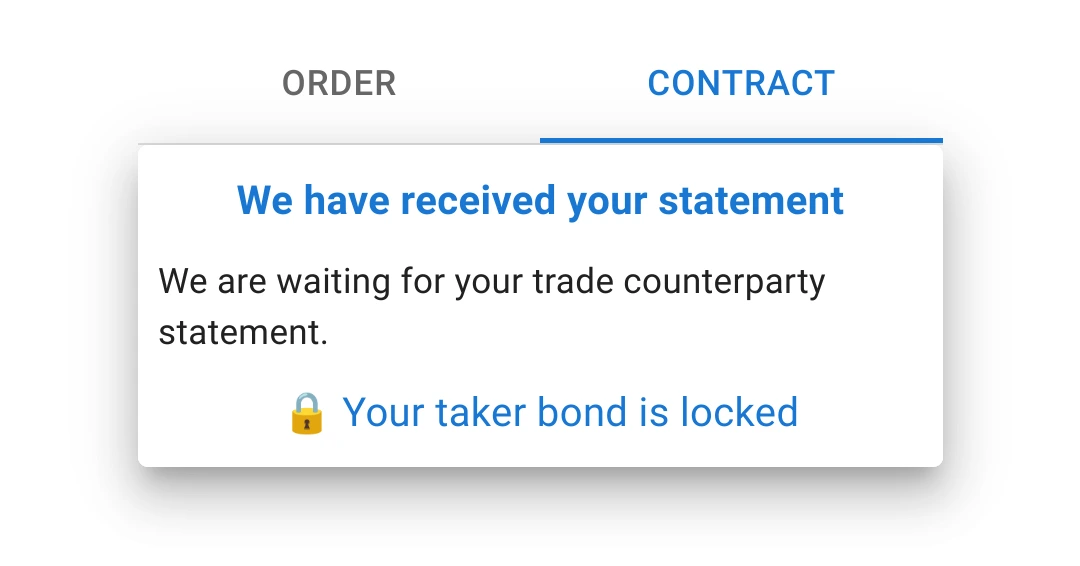 ORDER CONTRACT
We have received your statement
We are waiting for your trade counterparty
statement.
🔒 Your taker bond is locked